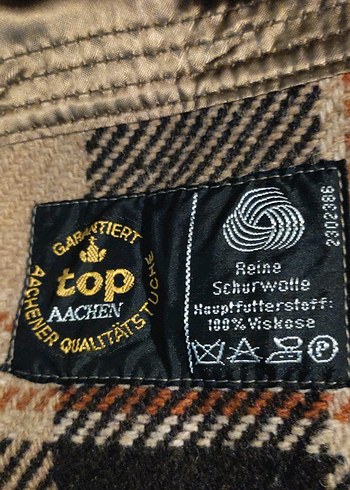 GARANTIERT
top
AACHEN
AACHENER QUALITÄTSTUCHE
Reine
Schurwolle
Hauptfutterstoff:
100% Viskose
P
2302386